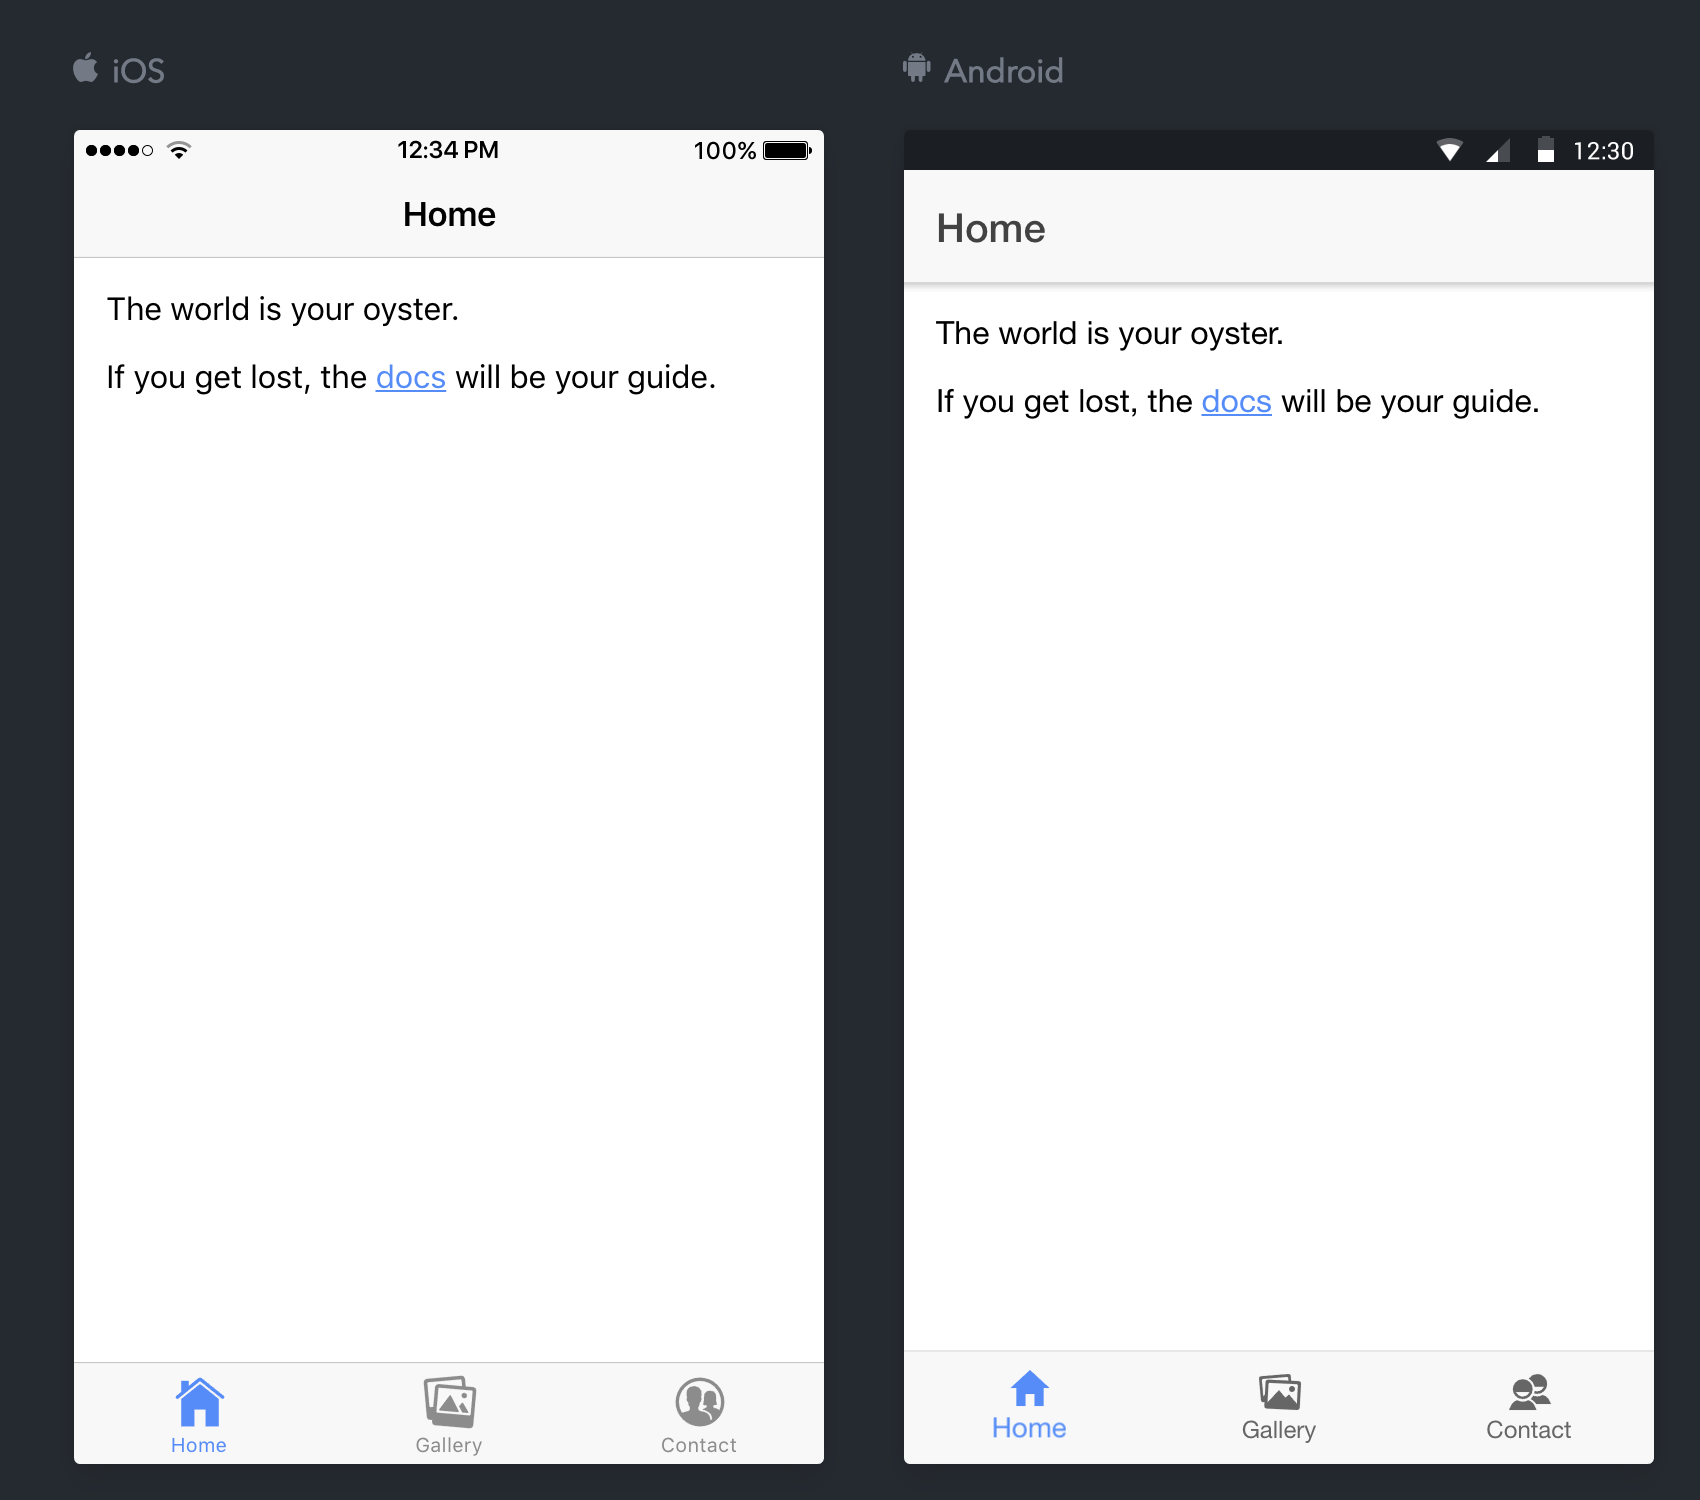 iOS
12:34 PM
100%
Home
The world is your oyster.
If you get lost, the docs will be your guide.
Home
Gallery
Contact
Android
12:30
Home
The world is your oyster.
If you get lost, the docs will be your guide.
Home
Gallery
Contact